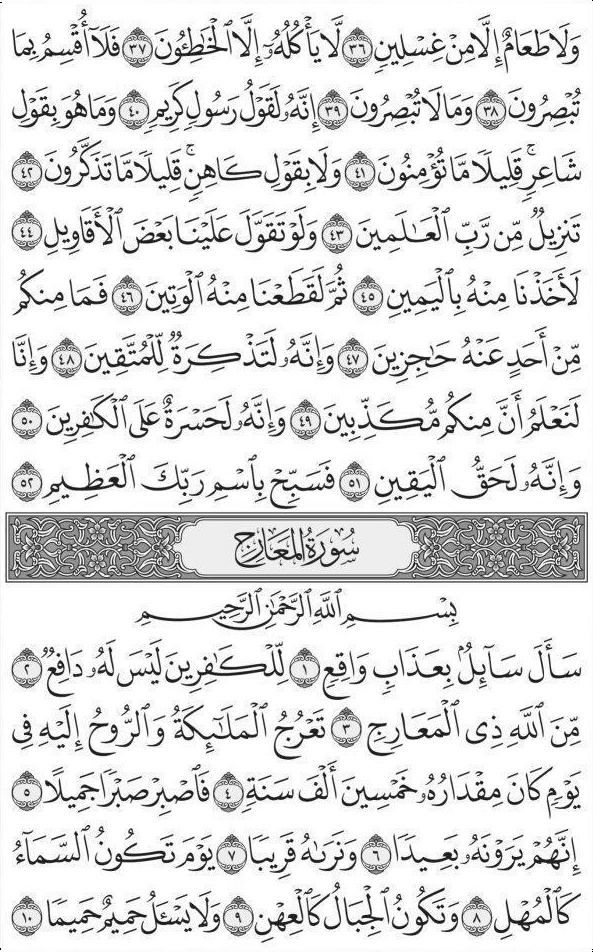 وَلَا طَعَامٌ إِلَّا مِنْ غِسْلِينٍ ٣٦ لَّا يَأْكُلُهُۥٓ إِلَّا ٱلْخَٰطِـُٔونَ ٣٧ فَلَآ أُقْسِمُ بِمَا
تُبْصِرُونَ ٣٨ وَمَا لَا تُبْصِرُونَ ٣٩ إِنَّهُۥ لَقَوْلُ رَسُولٍ كَرِيمٍ ٤٠ وَمَا هُوَ بِقَوْلِ
شَاعِرٍ ۚ قَلِيلًا مَّا تُؤْمِنُونَ ٤١ وَلَا بِقَوْلِ كَاهِنٍ ۚ قَلِيلًا مَّا تَذَكَّرُونَ ٤٢
تَنزِيلٌ مِّن رَّبِّ ٱلْعَٰلَمِينَ ٤٣ وَلَوْ تَقَوَّلَ عَلَيْنَا بَعْضَ ٱلْأَقَاوِيلِ ٤٤
لَأَخَذْنَا مِنْهُ بِٱلْيَمِينِ ٤٥ ثُمَّ لَقَطَعْنَا مِنْهُ ٱلْوَتِينَ ٤٦ فَمَا مِنكُم
مِّنْ أَحَدٍ عَنْهُ حَٰجِزِينَ ٤٧ وَإِنَّهُۥ لَتَذْكِرَةٌ لِّلْمُتَّقِينَ ٤٨ وَإِنَّا
لَنَعْلَمُ أَنَّ مِنكُم مُّكَذِّبِينَ ٤٩ وَإِنَّهُۥ لَحَسْرَةٌ عَلَى ٱلْكَٰفِرِينَ ٥٠
وَإِنَّهُۥ لَحَقُّ ٱلْيَقِينِ ٥١ فَسَبِّحْ بِٱسْمِ رَبِّكَ ٱلْعَظِيمِ ٥٢
سُورَةُ المَعَارِجِ
بِسْمِ ٱللَّهِ ٱلرَّحْمَٰنِ ٱلرَّحِيمِ
سَأَلَ سَآئِلٌۢ بِعَذَابٍ وَاقِعٍ ١ لِّلْكَٰفِرِينَ لَيْسَ لَهُۥ دَافِعٌ ٢
مِّنَ ٱللَّهِ ذِى ٱلْمَعَارِجِ ٣ تَعْرُجُ ٱلْمَلَٰٓئِكَةُ وَٱلرُّوحُ إِلَيْهِ فِى
يَوْمٍ كَانَ مِقْدَارُهُۥ خَمْسِينَ أَلْفَ سَنَةٍ ٤ فَٱصْبِرْ صَبْرًا جَمِيلًا ٥
إِنَّهُمْ يَرَوْنَهُۥ بَعِيدًا ٦ وَنَرَىٰهُ قَرِيبًا ٧ يَوْمَ تَكُونُ ٱلسَّمَآءُ
كَٱلْمُهْلِ ٨ وَتَكُونُ ٱلْجِبَالُ كَٱلْعِهْنِ ٩ وَلَا يَسْـَٔلُ حَمِيمٌ حَمِيمًا ١٠